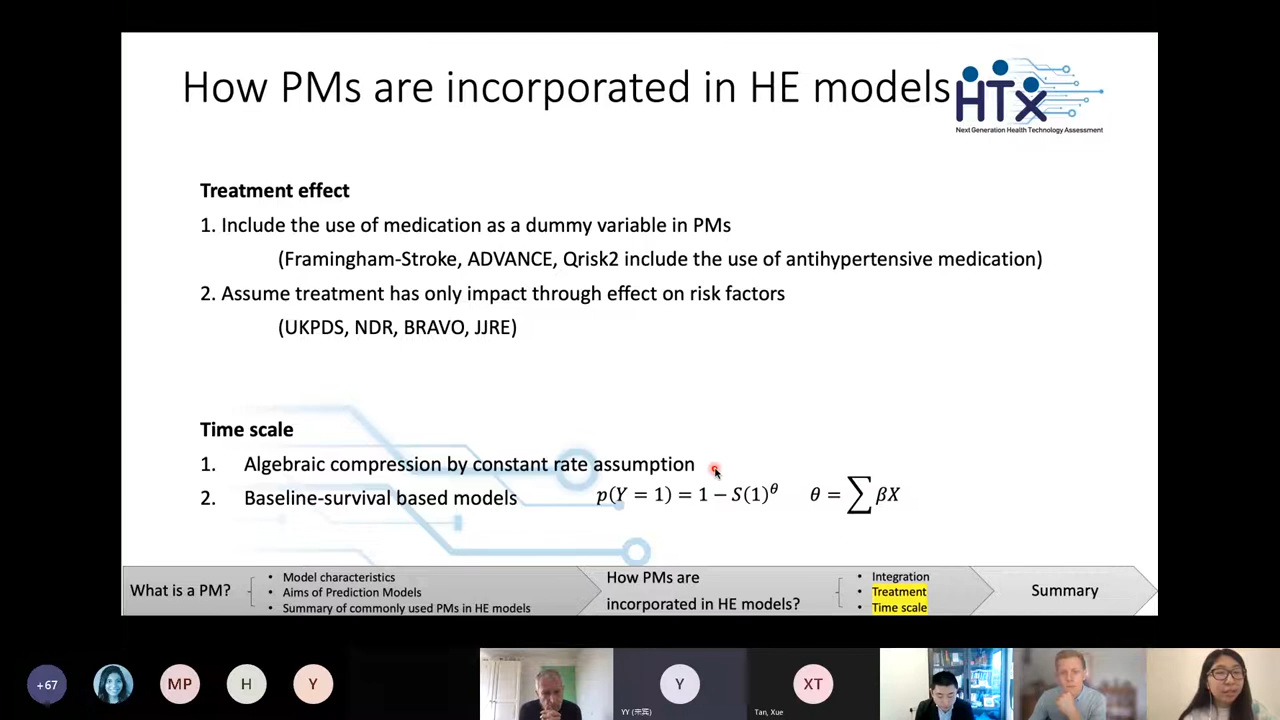 How PMs are incorporated in HE models
HTx
Next Generation Health Technology Assessment
Treatment effect
1. Include the use of medication as a dummy variable in PMs
(Framingham-Stroke, ADVANCE, Qrisk2 include the use of antihypertensive medication)
2. Assume treatment has only impact through effect on risk factors
(UKPDS, NDR, BRAVO, JJRE)
Time scale
1. Algebraic compression by constant rate assumption
2. Baseline-survival based models p(Y = 1) = 1 − S(1)^θ θ = ∑ βX
What is a PM?
• Model characteristics
• Aims of Prediction Models
• Summary of commonly used PMs in HE models
How PMs are
incorporated in HE models?
• Integration
• Treatment
• Time scale
Summary
+67
MP
H
Y
Y
XT
Tan, Xue